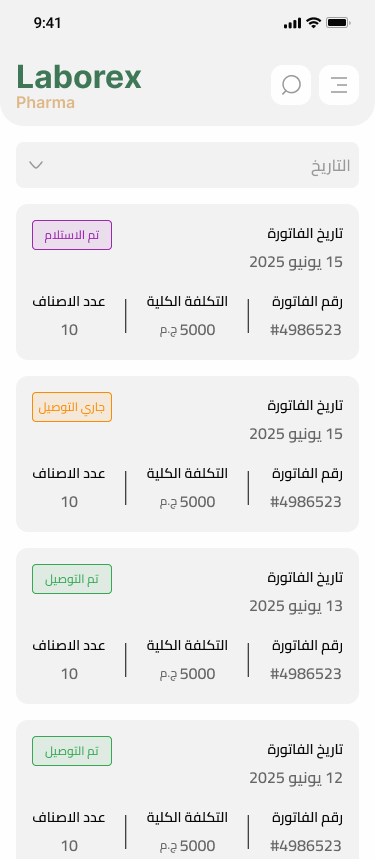 9:41
Laborex
Pharma
التاريخ
تاريخ الفاتورة
تم الاستلام
15 يونيو 2025
رقم الفاتورة التكلفة الكلية عدد الاصناف
#4986523 5000 ج.م 10
تاريخ الفاتورة
جاري التوصيل
15 يونيو 2025
رقم الفاتورة التكلفة الكلية عدد الاصناف
#4986523 5000 ج.م 10
تاريخ الفاتورة
تم التوصيل
13 يونيو 2025
رقم الفاتورة التكلفة الكلية عدد الاصناف
#4986523 5000 ج.م 10
تاريخ الفاتورة
تم التوصيل
12 يونيو 2025
رقم الفاتورة التكلفة الكلية عدد الاصناف
#4986523 5000 ج.م 10